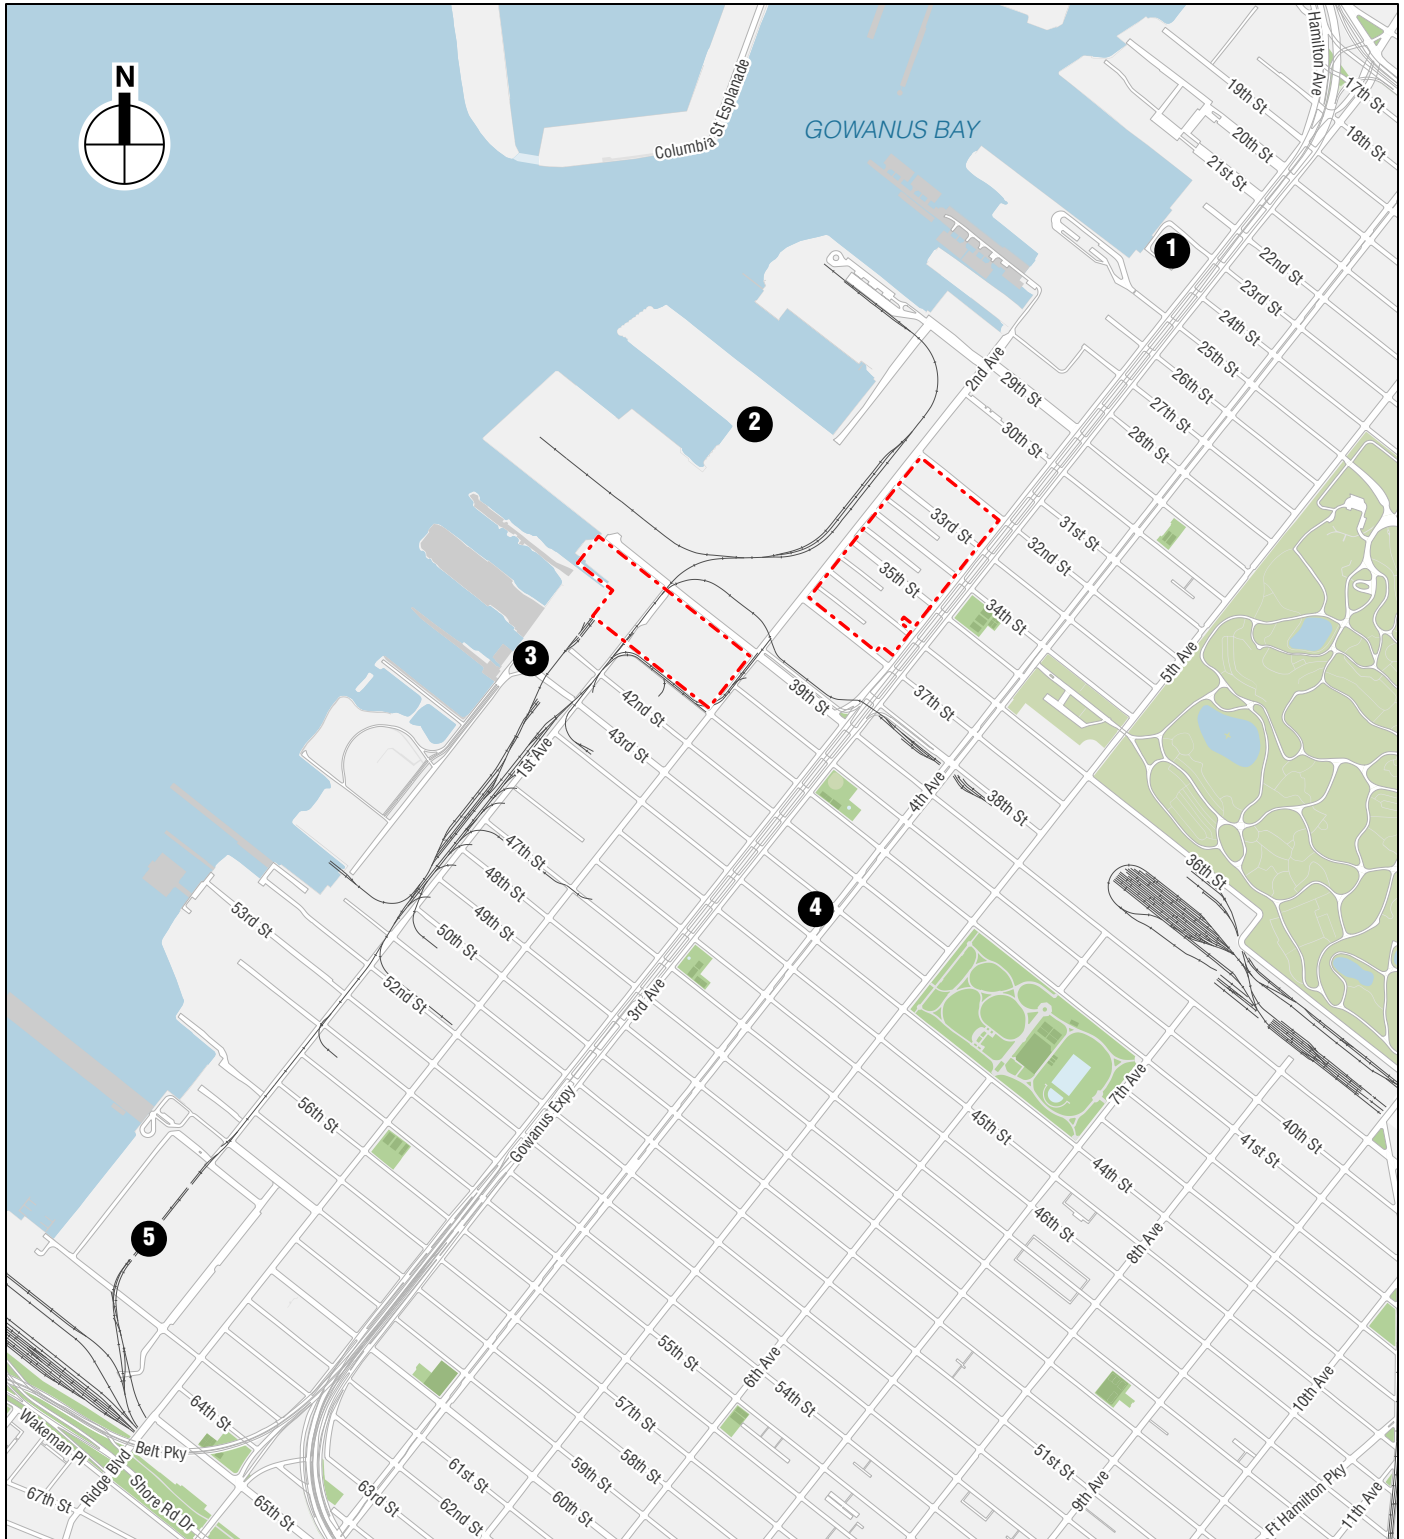 N
Hamilton Ave
17th St
19th St
18th St
20th St
21st St
Columbia St Esplanade
GOWANUS BAY
1
22nd St
23rd St
24th St
25th St
26th St
27th St
28th St
2nd Ave
29th St
30th St
2
31st St
32nd St
33rd St
34th St
35th St
5th Ave
3
39th St
37th St
42nd St
43rd St
1st Ave
4th Ave
38th St
36th St
47th St
48th St
49th St
50th St
53rd St
52nd St
4
3rd Ave
Gowanus Expy
7th Ave
56th St
45th St
40th St
41st St
44th St
46th St
8th Ave
5
55th St
6th Ave
54th St
57th St
58th St
59th St
60th St
10th Ave
51st St
9th Ave
Ft Hamilton Pky
11th Ave
64th St
Belt Pky
Wakeman Pl
Ridge Blvd
Shore Rd Dr
67th St
65th St
63rd St
61st St
62nd St